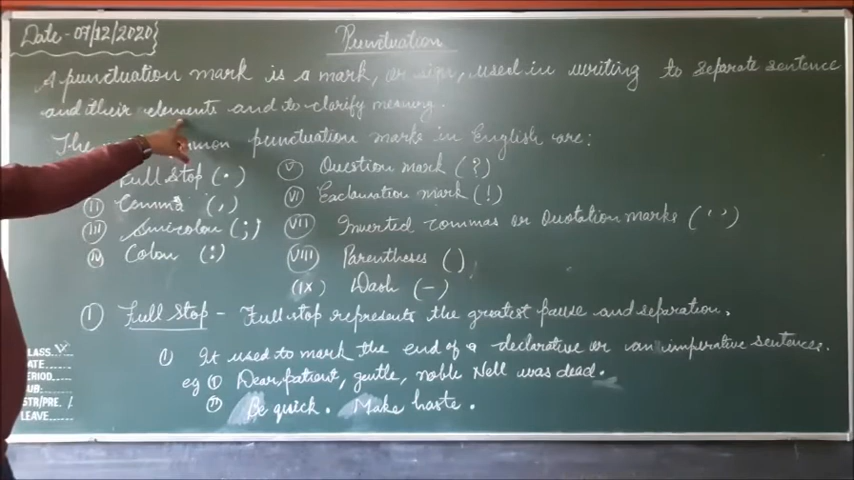 Date - 07/12/2020
Punctuation
A punctuation mark is a mark, or sign, used in writing to separate sentence
and their elements and to clarify meaning.
The common punctuation marks in English are:
Full Stop (.)
(ii) Comma (,)
(iii) Semicolon (;)
(iv) Colon (:)
(v) Question mark (?)
(vi) Exclamation mark (!)
(vii) Inverted commas or Quotation marks (' ')
(viii) Parentheses ()
(ix) Dash (–)
(1) Full Stop - Full stop represents the greatest pause and separation.
(1) It used to mark the end of a declarative or an imperative sentences.
eg (i) Dear, patient, gentle, noble Nell was dead.
(ii) Be quick. Make haste.
CLASS
DATE
PERIOD
SUB
STR/PRE.
LEAVE